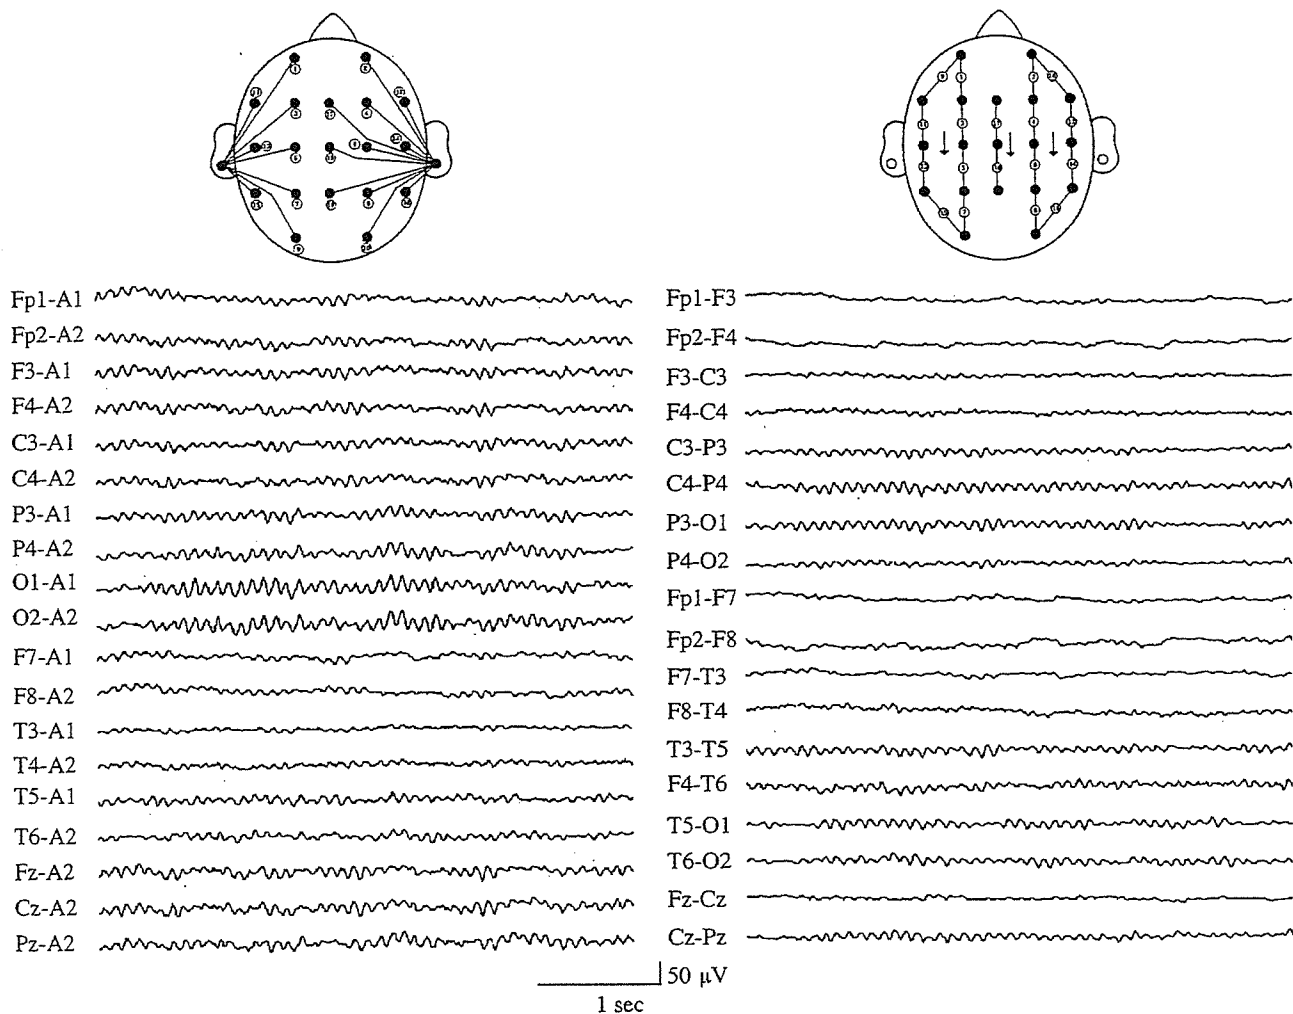 Fp1-A1
Fp2-A2
F3-A1
F4-A2
C3-A1
C4-A2
P3-A1
P4-A2
O1-A1
O2-A2
F7-A1
F8-A2
T3-A1
T4-A2
T5-A1
T6-A2
Fz-A2
Cz-A2
Pz-A2
Fp1-F3
Fp2-F4
F3-C3
F4-C4
C3-P3
C4-P4
P3-O1
P4-O2
Fp1-F7
Fp2-F8
F7-T3
F8-T4
T3-T5
F4-T6
T5-O1
T6-O2
Fz-Cz
Cz-Pz
50 μV
1 sec